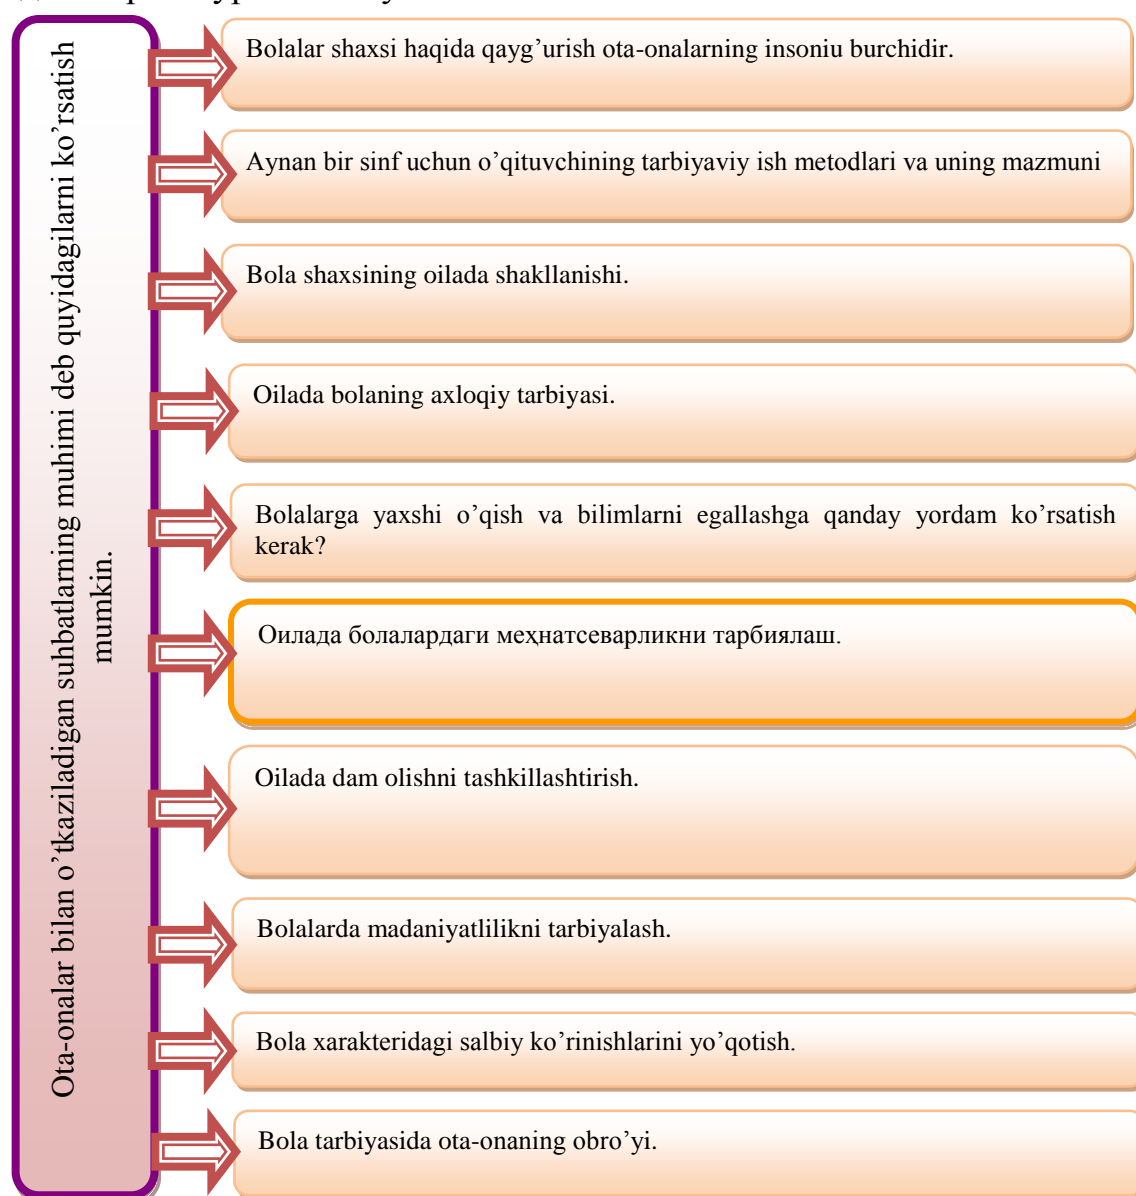 Ota-onalar bilan o’tkaziladigan suhbatlarning muhimi deb quyidagilarni ko’rsatish
mumkin.
Bolalar shaxsi haqida qayg’urish ota-onalarning insoniu burchidir.
Aynan bir sinf uchun o’qituvchining tarbiyaviy ish metodlari va uning mazmuni
Bola shaxsining oilada shakllanishi.
Oilada bolaning axloqiy tarbiyasi.
Bolalarga yaxshi o’qish va bilimlarni egallashga qanday yordam ko’rsatish
kerak?
Оилада болалардаги меҳнатсеварликни тарбиялаш.
Oilada dam olishni tashkillashtirish.
Bolalarda madaniyatlilikni tarbiyalash.
Bola xarakteridagi salbiy ko’rinishlarini yo’qotish.
Bola tarbiyasida ota-onaning obro’yi.